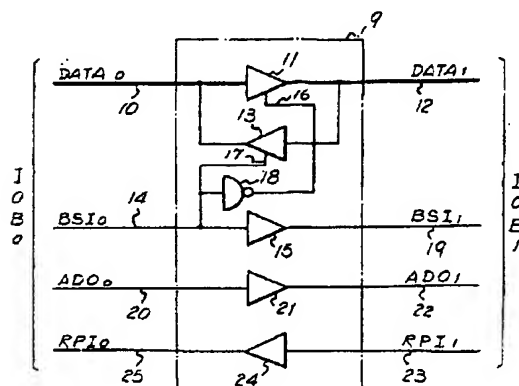 19
11
DATA0 DATA1
10 16 12
13
17
18
14
BSI0 BSI1
15 19
ADO0 ADO1
20 21 22
RPI0 RPI1
25 24 23
IOB0
IOB1